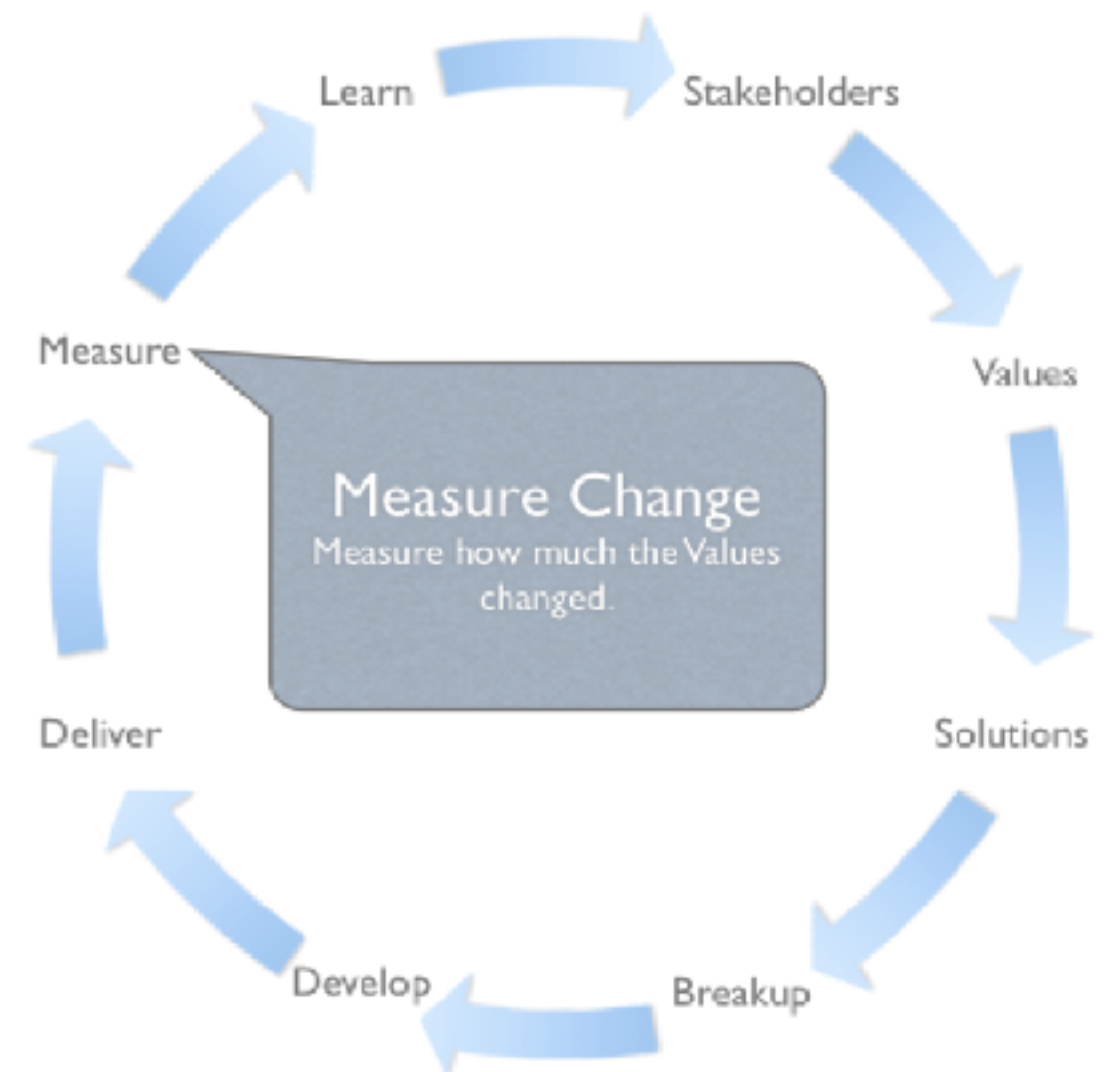 Learn
Stakeholders
Measure
Values
Measure Change
Measure how much the Values
changed.
Deliver
Solutions
Develop
Breakup